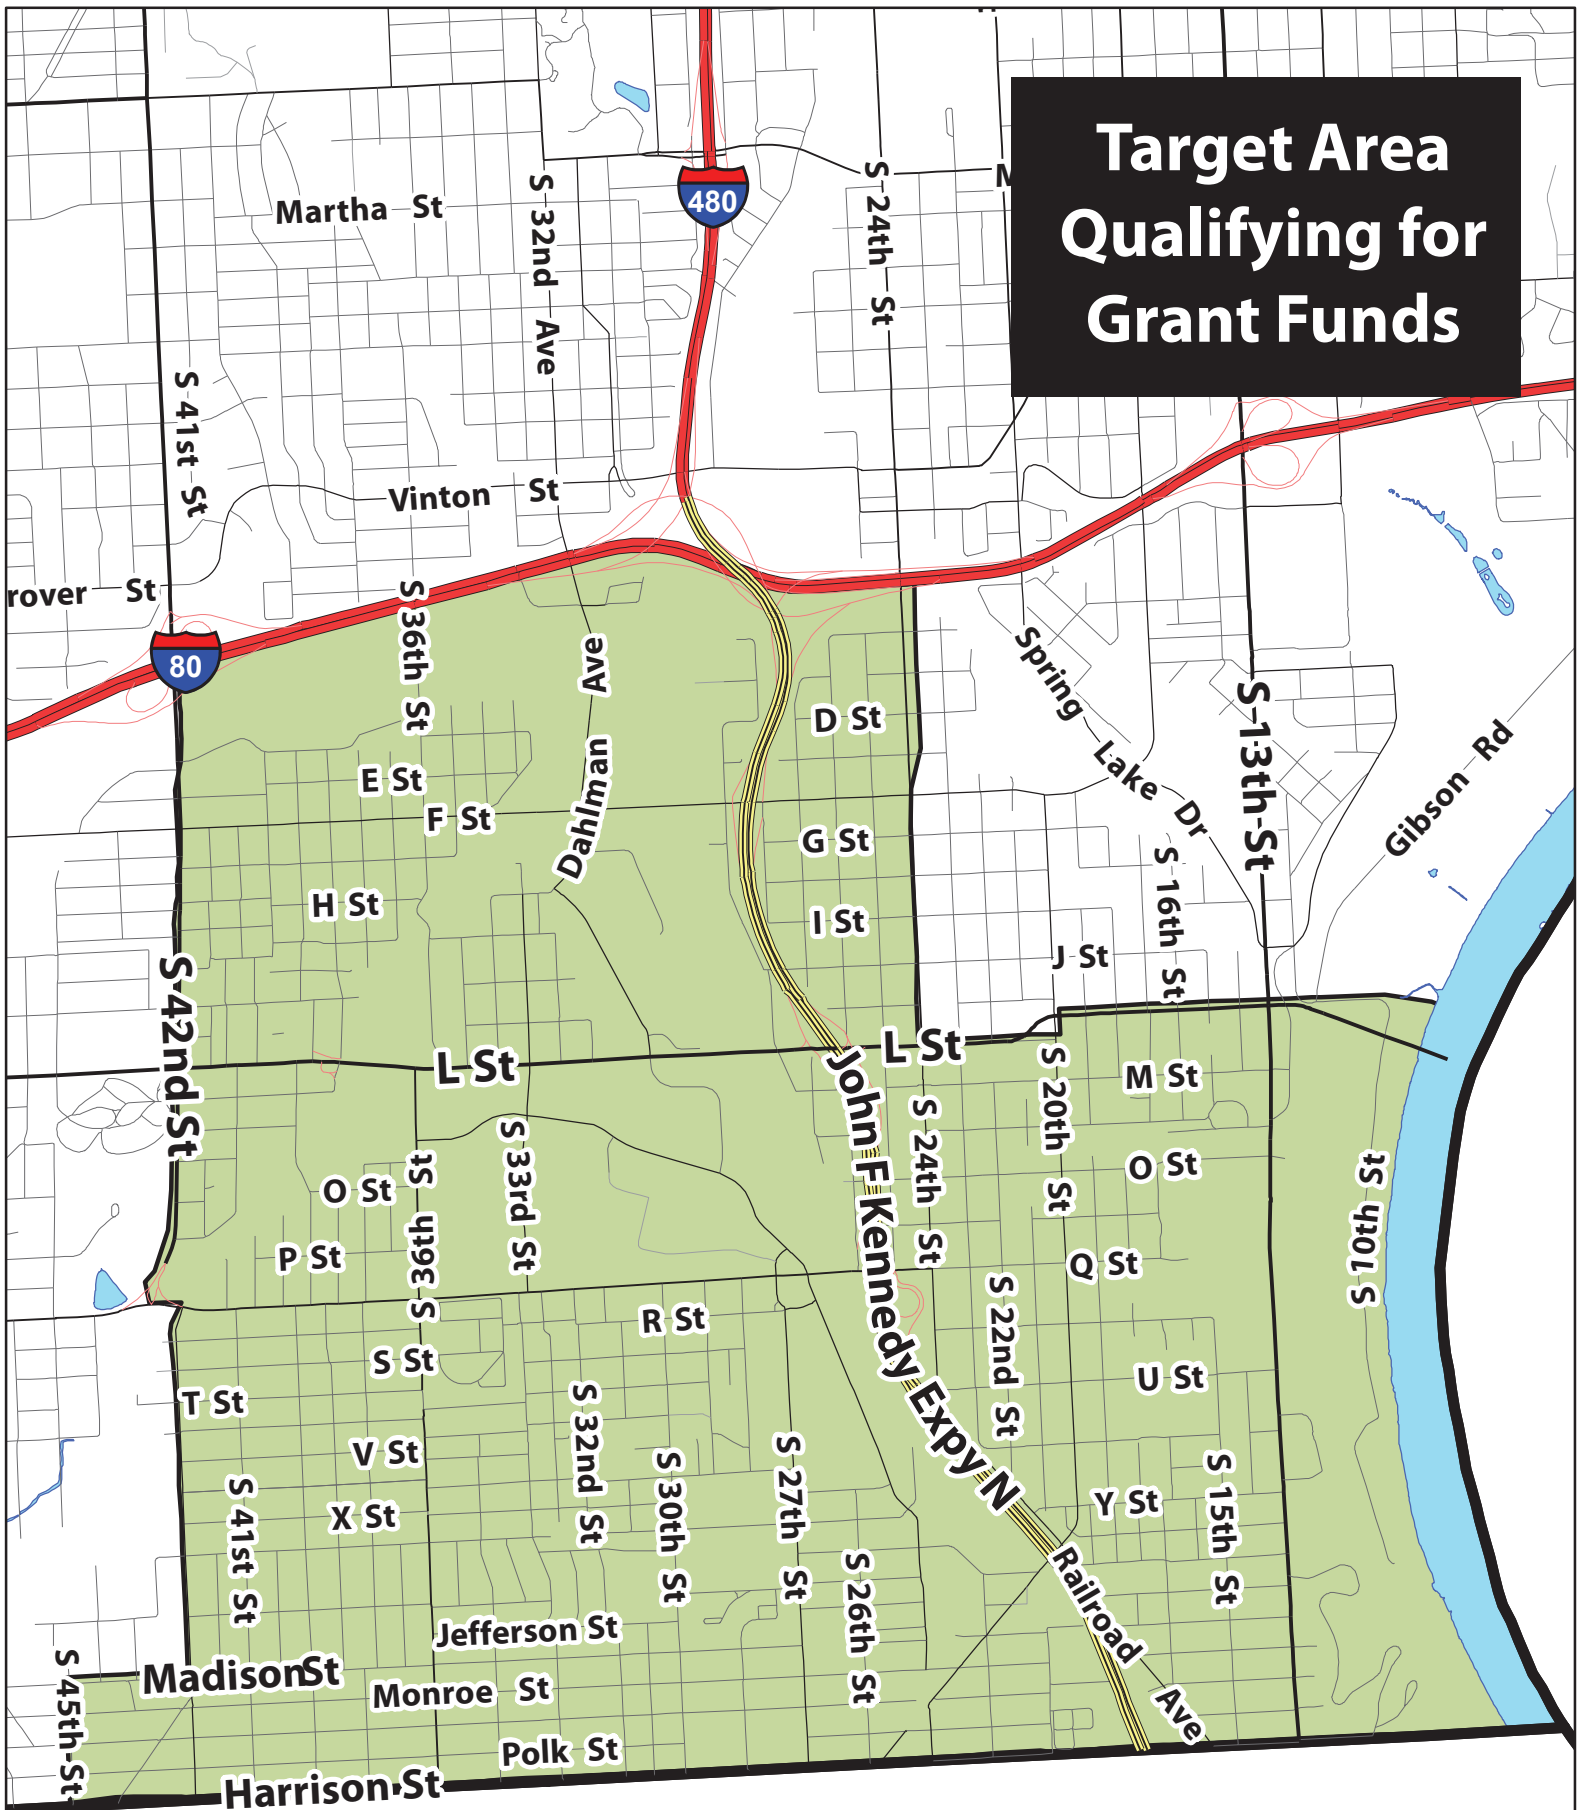 Target Area
Qualifying for
Grant Funds
Martha St
S 32nd Ave
480
S 24th St
S 41st St
Vinton St
rover St
80
S 36th St
Dahlman Ave
Spring Lake Dr
S 13th St
Gibson Rd
D St
E St
F St
G St
H St
I St
J St
S 16th St
S 42nd St
L St
L St
John F Kennedy Expy N
M St
S 20th St
S 24th St
S 33rd St
S 36th St
O St
O St
S 10th St
P St
Q St
S 22nd St
R St
S St
U St
T St
S 32nd St
V St
S 27th St
S 30th St
S 41st St
X St
Y St
S 15th St
S 26th St
Railroad Ave
Jefferson St
S 45th St
Madison St
Monroe St
Polk St
Harrison St